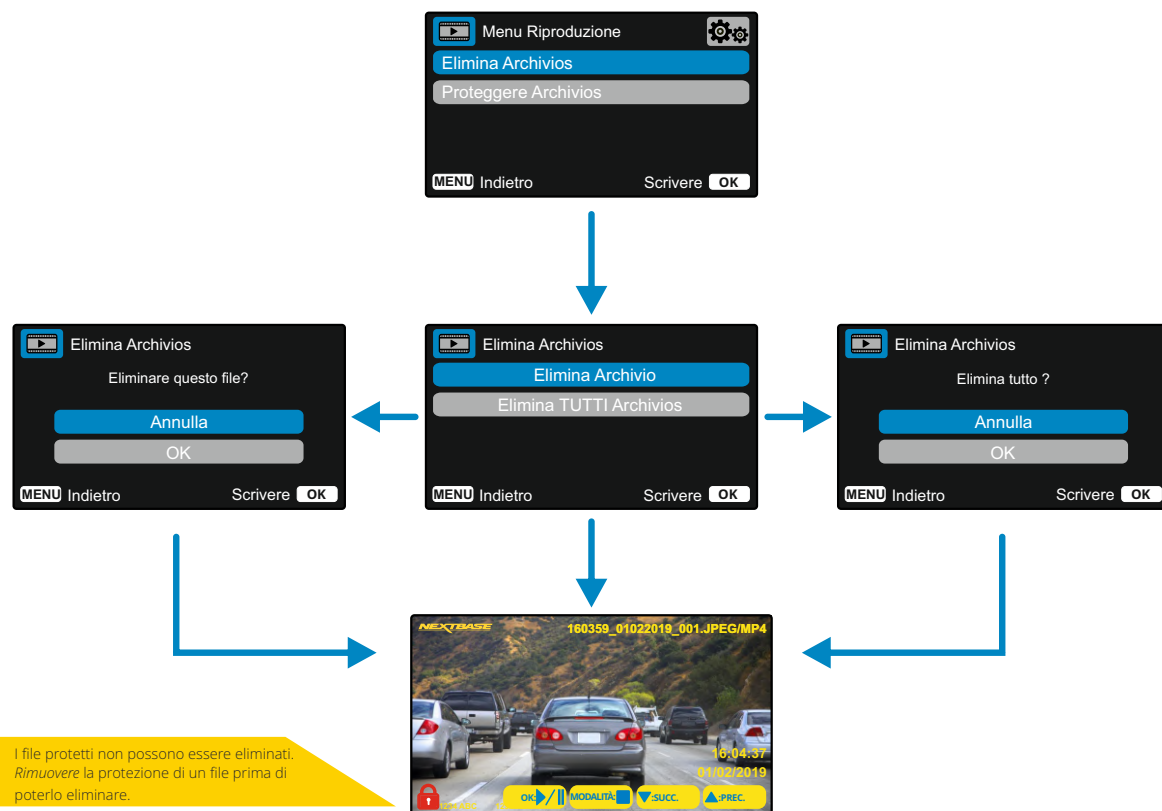 Menu Riproduzione
Elimina Archivios
Proteggere Archivios
MENU Indietro Scrivere OK
Elimina Archivios
Eliminare questo file?
Annulla
OK
MENU Indietro Scrivere OK
Elimina Archivios
Elimina Archivio
Elimina TUTTI Archivios
MENU Indietro Scrivere OK
Elimina Archivios
Elimina tutto ?
Annulla
OK
MENU Indietro Scrivere OK
NEXTBASE 160359_01022019_001.JPEG/MP4
16:04:37
01/02/2019
OK: MODALITÀ: :SUCC. :PREC.
I file protetti non possono essere eliminati.
Rimuovere la protezione di un file prima di
poterlo eliminare.